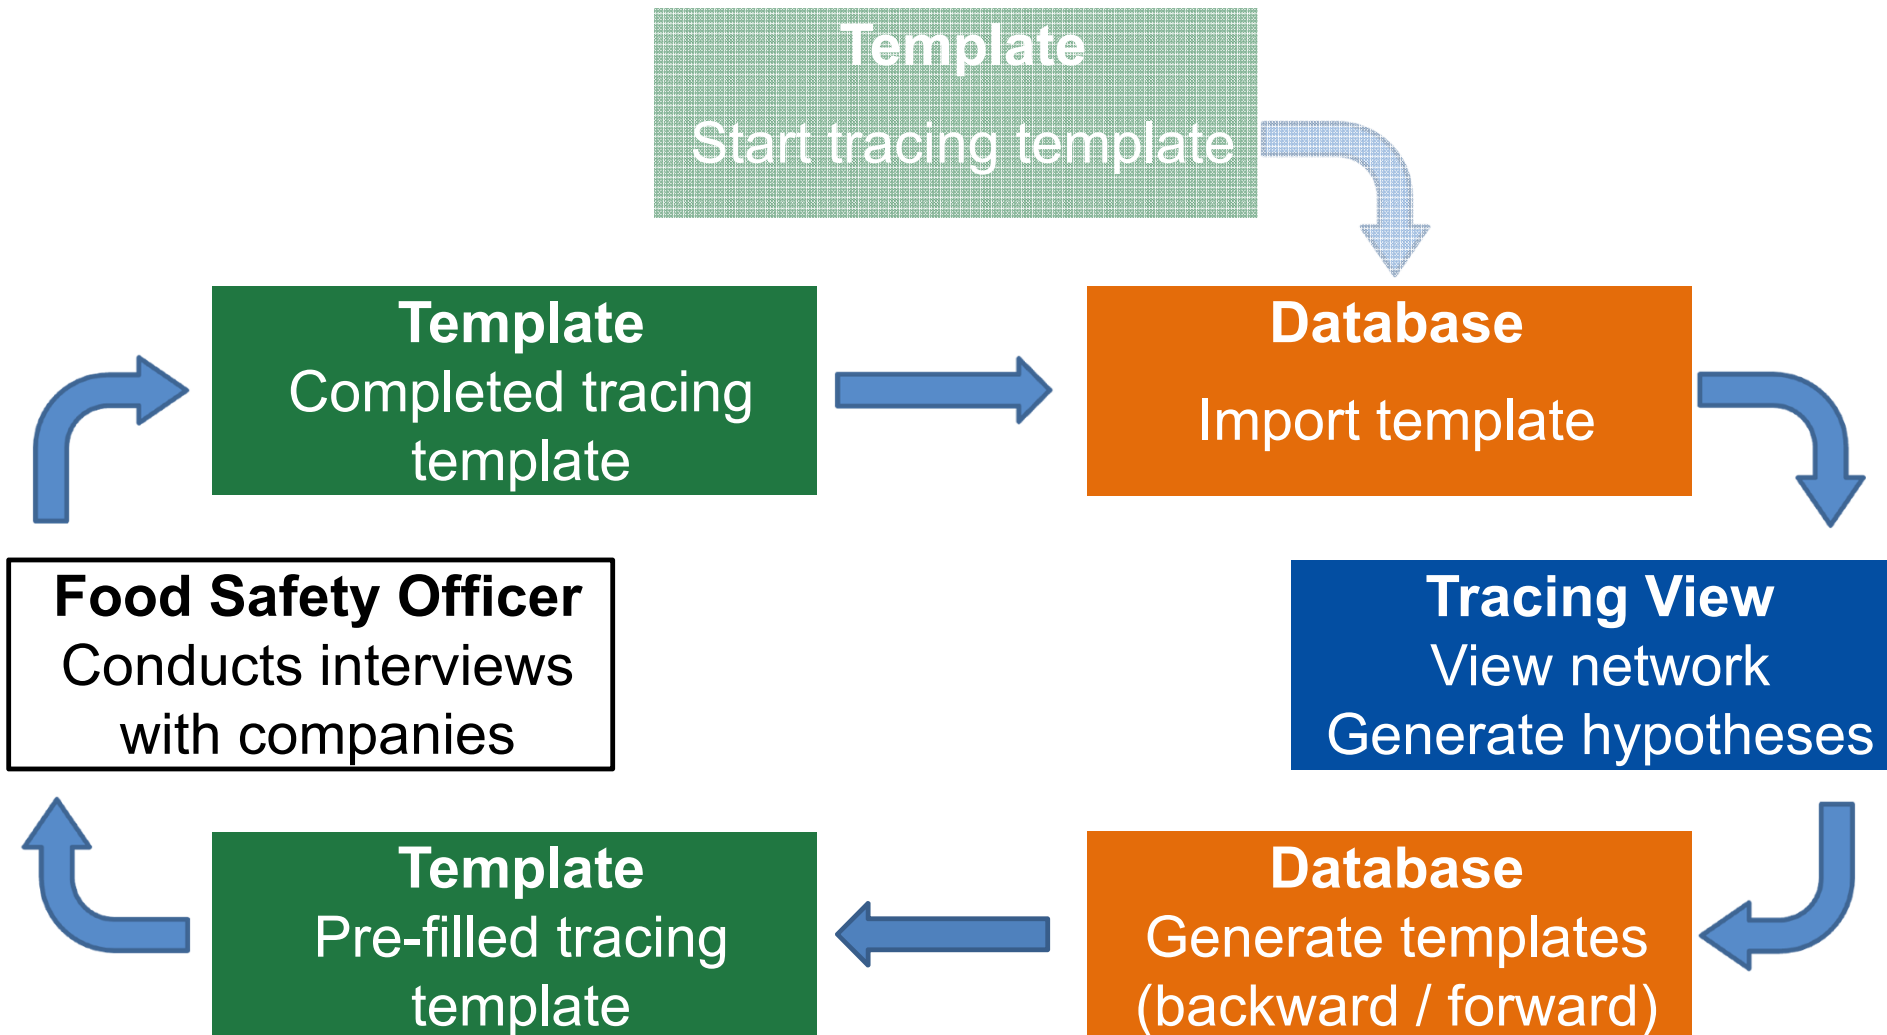 Template
Start tracing template
Template
Completed tracing
template
Database
Import template
Food Safety Officer
Conducts interviews
with companies
Tracing View
View network
Generate hypotheses
Template
Pre-filled tracing
template
Database
Generate templates
(backward / forward)